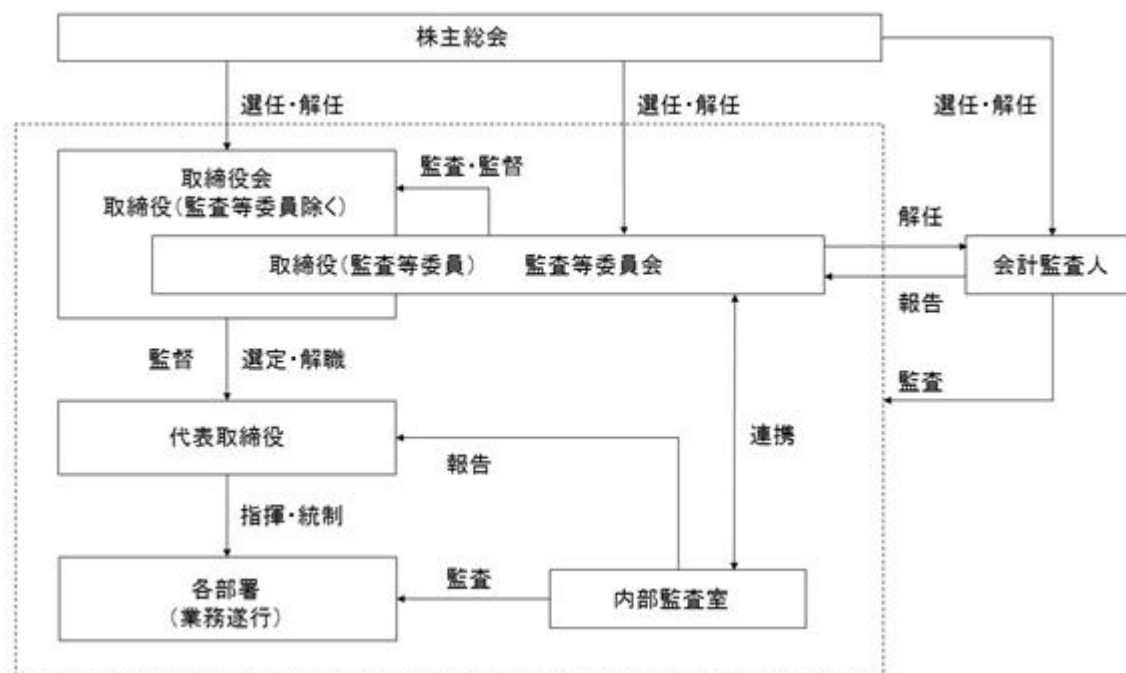 株主総会
選任・解任
選任・解任
選任・解任
取締役会
取締役(監査等委員除く)
監査・監督
取締役(監査等委員)
監査等委員会
解任
会計監査人
報告
監督
選定・解職
監査
代表取締役
報告
連携
指揮・統制
各部署
(業務遂行)
監査
内部監査室